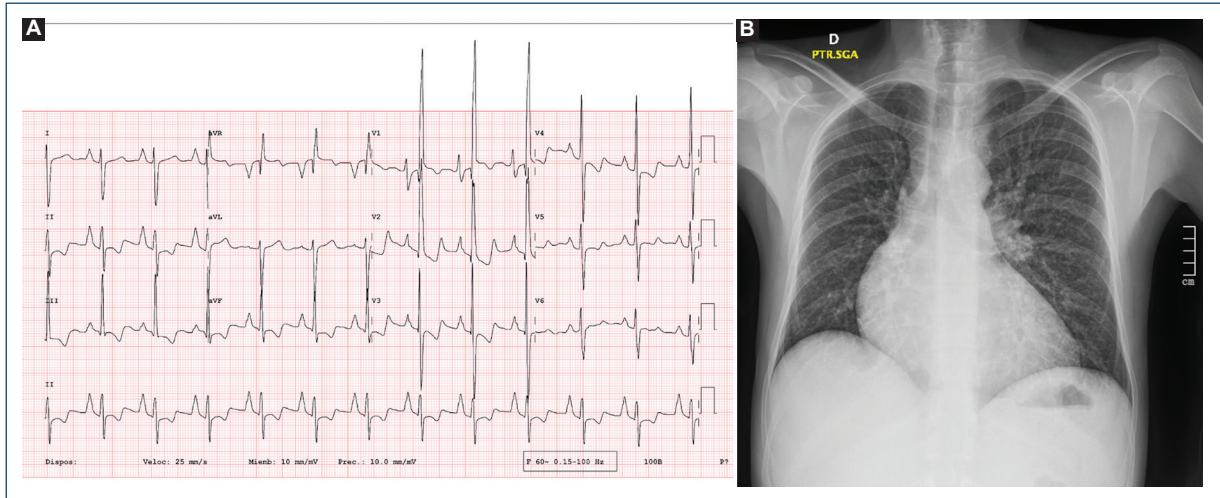 A
I aVR V1 V4
II aVL V2 V5
III aVF V3 V6
II
Dispos: Veloc: 25 mm/s Miemb: 10 mm/mV Prec.: 10.0 mm/mV F 60~ 0.15-100 Hz 100B P?
B
D
PTR.SGA
cm